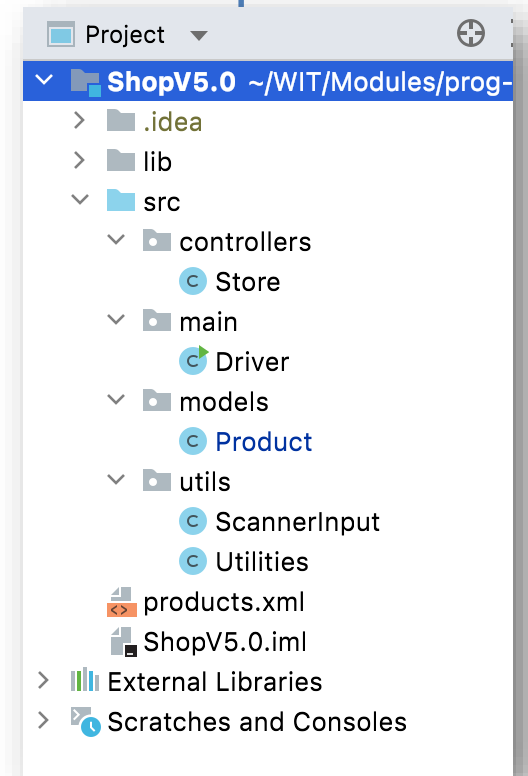 Project
ShopV5.0 ~/WIT/Modules/prog-
.idea
lib
src
controllers
C Store
main
C Driver
models
C Product
utils
C ScannerInput
C Utilities
<> products.xml
ShopV5.0.iml
External Libraries
Scratches and Consoles